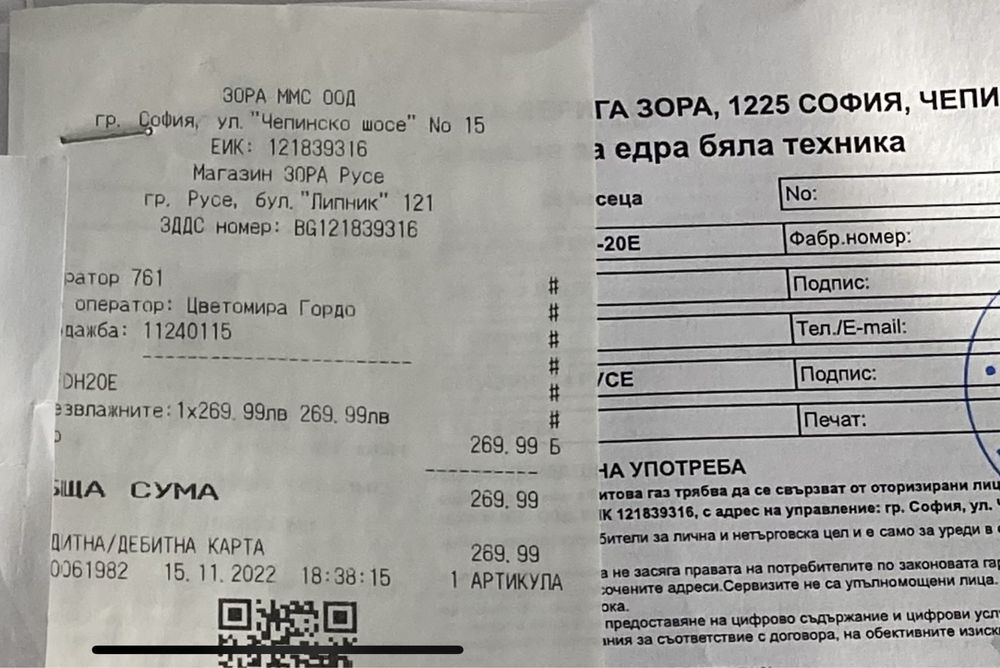 ЗОРА ММС ООД
гр. София, ул."Чепинско шосе" No 15
ЕИК: 121839316
Магазин ЗОРА Русе
гр. Русе, бул."Липник" 121
ЗДДС номер: BG121839316
ратор 761 #
оператор: Цветомира Гордо #
дажба: 11240115 #
#
DH20E #
езвлажните:1x269.99лв 269.99лв #
269.99 Б
БЩА СУМА 269.99
ДИТНА/ДЕБИТНА КАРТА 269.99
0061982 15.11.2022 18:38:15 1 АРТИКУЛА
ГА ЗОРА, 1225 СОФИЯ, ЧЕПИ
а едра бяла техника
сеца No:
-20E Фабр.номер:
Подпис:
Тел./E-mail:
УСЕ Подпис:
Печат:
НА УПОТРЕБА
итова газ трябва да се свързват от оторизирани лиц
ИК 121839316, с адрес на управление: гр. София, ул. Ч
бители за лична и нетърговска цел и е само за уреди в с
а не засяга правата на потребителите по законовата гар
сочените адреси.Сервизите не са упълномощени лица.
ока.
предоставяне на цифрово съдържание и цифрови усл
ния за съответствие с договора, на обективните изиск